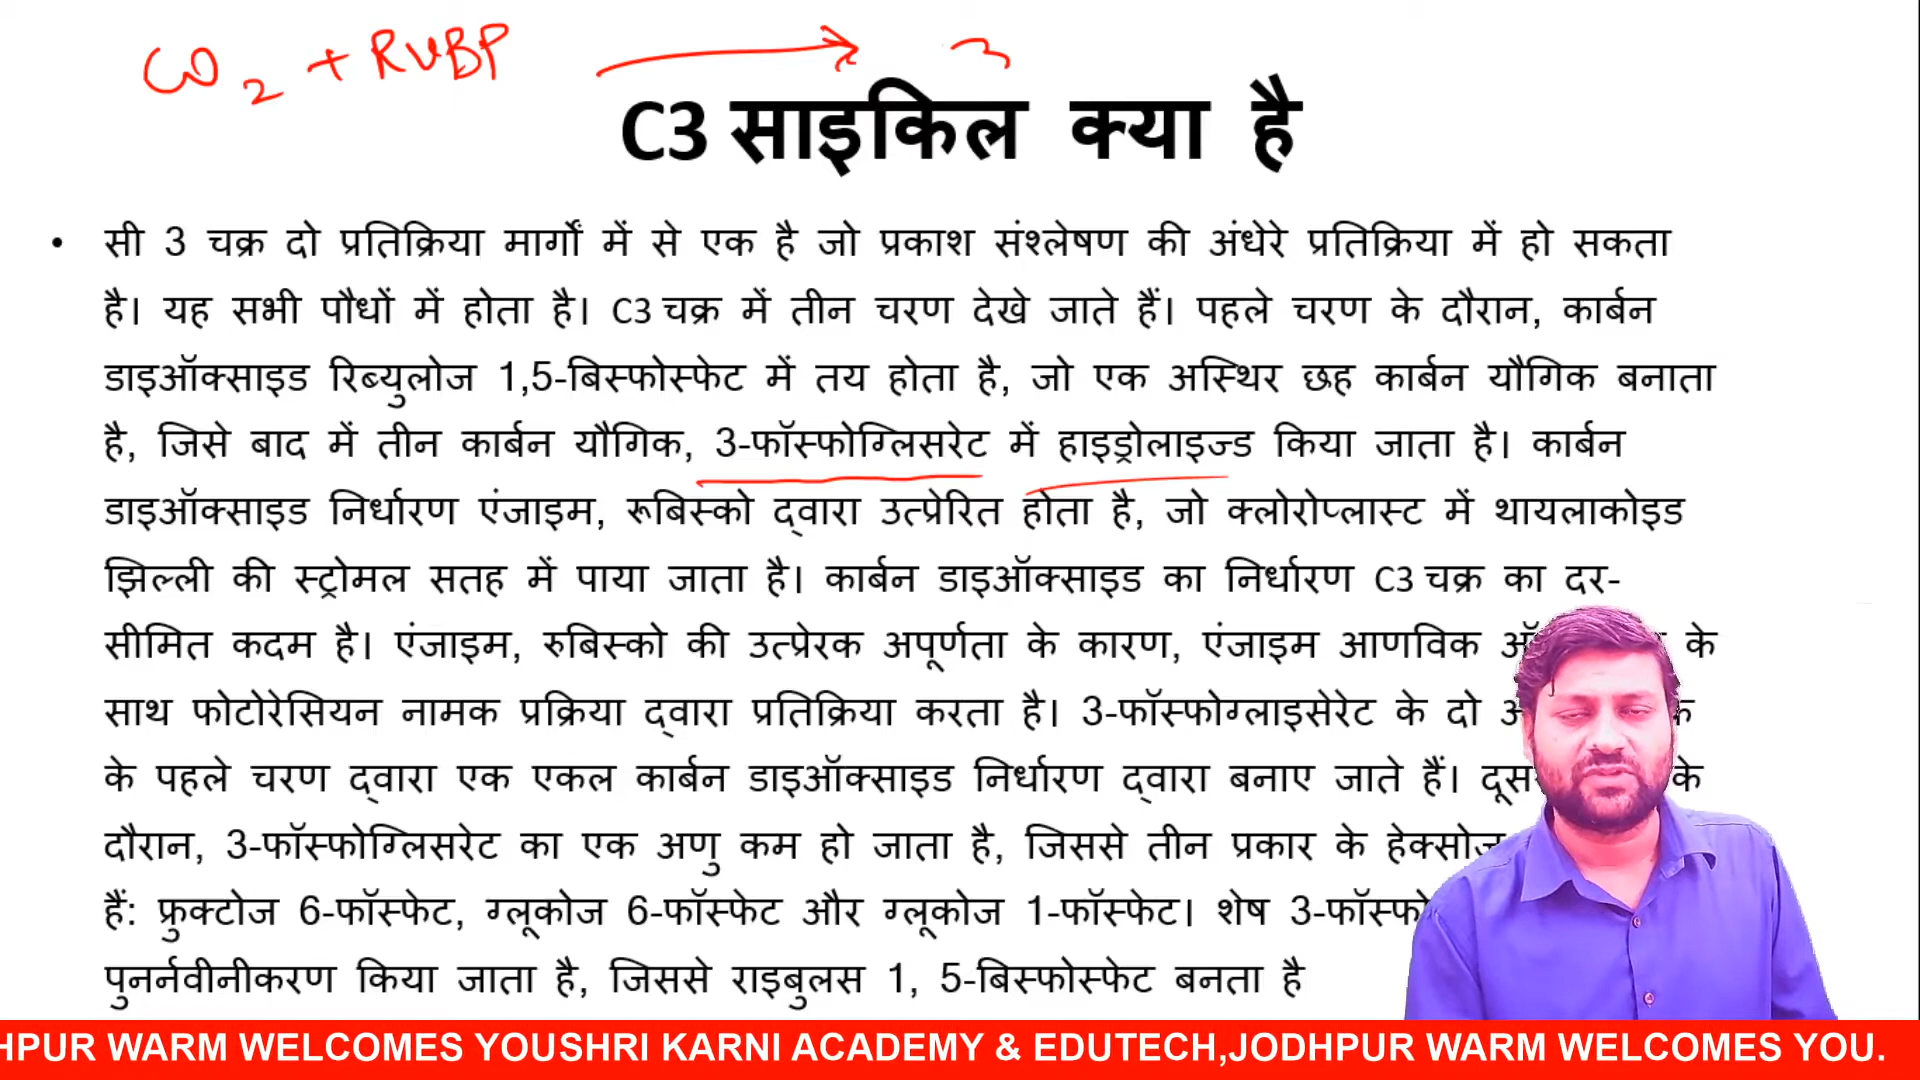 CO2 + RUBP → 3
C3 साइकिल क्या है
• सी 3 चक्र दो प्रतिक्रिया मार्गों में से एक है जो प्रकाश संश्लेषण की अंधेरे प्रतिक्रिया में हो सकता
है। यह सभी पौधों में होता है। C3 चक्र में तीन चरण देखे जाते हैं। पहले चरण के दौरान, कार्बन
डाइऑक्साइड रिब्युलोज 1,5-बिस्फोस्फेट में तय होता है, जो एक अस्थिर छह कार्बन यौगिक बनाता
है, जिसे बाद में तीन कार्बन यौगिक, 3-फॉस्फोग्लिसरेट में हाइड्रोलाइज्ड किया जाता है। कार्बन
डाइऑक्साइड निर्धारण एंजाइम, रूबिस्को द्वारा उत्प्रेरित होता है, जो क्लोरोप्लास्ट में थायलाकोइड
झिल्ली की स्ट्रोमल सतह में पाया जाता है। कार्बन डाइऑक्साइड का निर्धारण C3 चक्र का दर-
सीमित कदम है। एंजाइम, रुबिस्को की उत्प्रेरक अपूर्णता के कारण, एंजाइम आणविक के
साथ फोटोरेसियन नामक प्रक्रिया द्वारा प्रतिक्रिया करता है। 3-फॉस्फोग्लाइसेरेट के दो
के पहले चरण द्वारा एक एकल कार्बन डाइऑक्साइड निर्धारण द्वारा बनाए जाते हैं। के
दौरान, 3-फॉस्फोग्लिसरेट का एक अणु कम हो जाता है, जिससे तीन प्रकार के
हैं: फ्रुक्टोज 6-फॉस्फेट, ग्लूकोज 6-फॉस्फेट और ग्लूकोज 1-फॉस्फेट। शेष
पुनर्नवीनीकरण किया जाता है, जिससे राइबुलस 1, 5-बिस्फोस्फेट बनता है
HPUR WARM WELCOMES YOUSHRI KARNI ACADEMY & EDUTECH,JODHPUR WARM WELCOMES YOU.